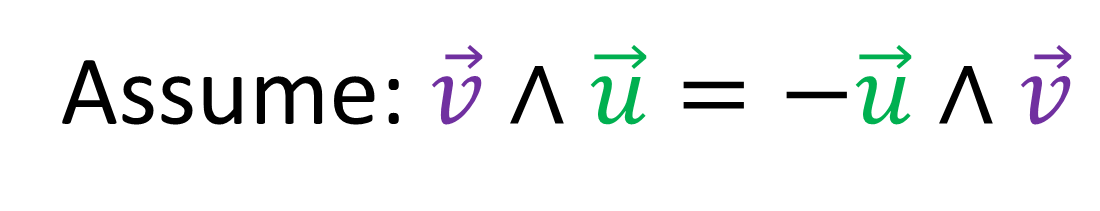 Assume: v⃗ ∧ u⃗ = −u⃗ ∧ v⃗